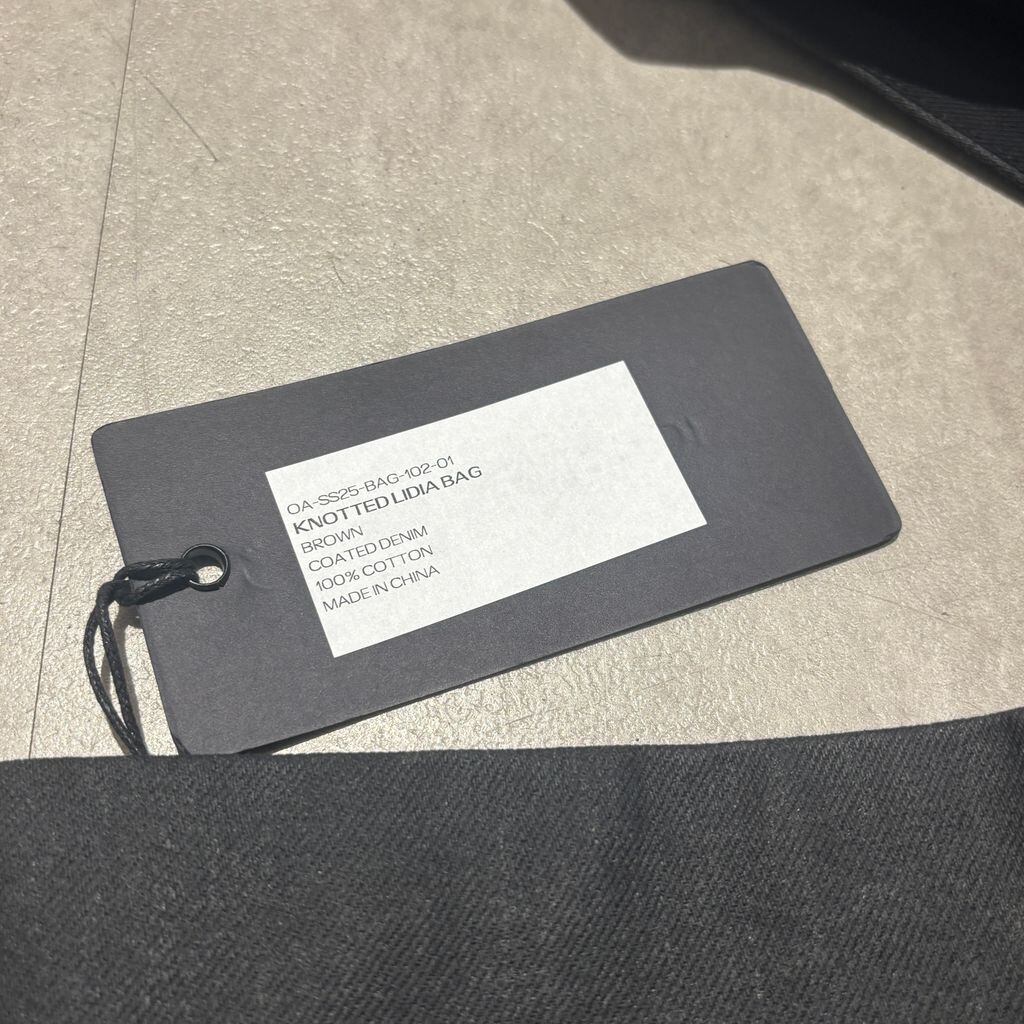 OA-SS25-BAG-102-01
KNOTTED LIDIA BAG
BROWN
COATED DENIM
100% COTTON
MADE IN CHINA